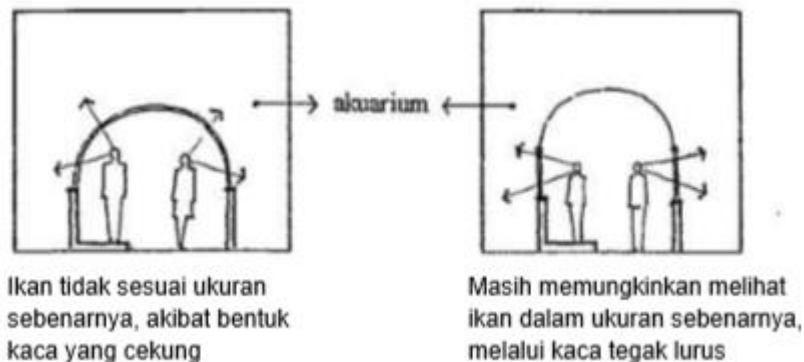 akuarium
Ikan tidak sesuai ukuran
sebenarnya, akibat bentuk
kaca yang cekung
Masih memungkinkan melihat
ikan dalam ukuran sebenarnya,
melalui kaca tegak lurus